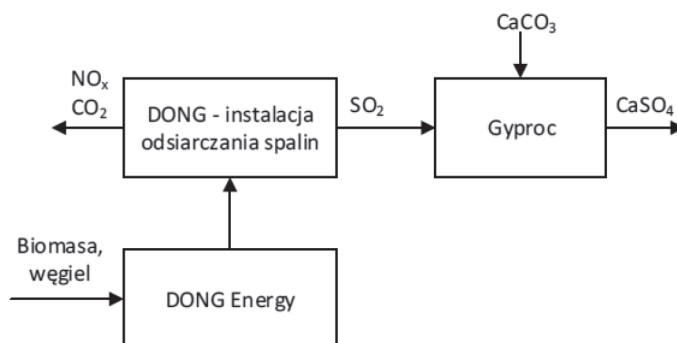 CaCO₃
NOₓ
CO₂
DONG - instalacja
odsiarczania spalin
SO₂
Gyproc
CaSO₄
Biomasa,
węgiel
DONG Energy